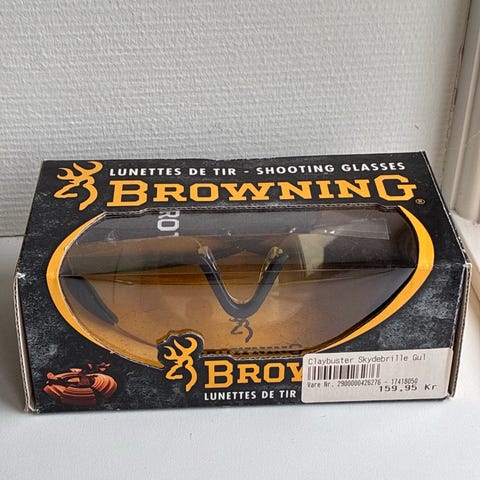 LUNETTES DE TIR - SHOOTING GLASSES
BROWNING®
BROW
LUNETTES DE TIR
Claybuster Skydebrille Gul
Vare Nr. 2900000426276 - 17418050
159,95 Kr